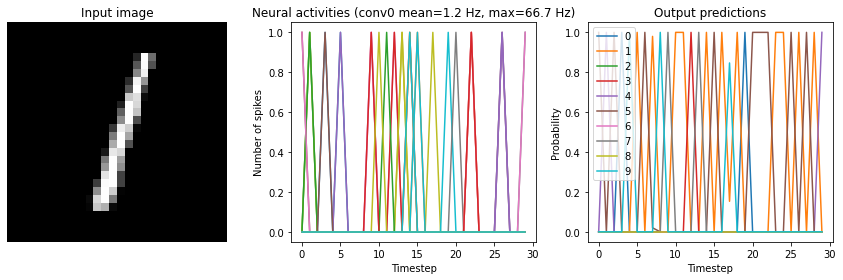 Input image
Neural activities (conv0 mean=1.2 Hz, max=66.7 Hz)
Number of spikes
1.0
0.8
0.6
0.4
0.2
0.0
0 5 10 15 20 25 30
Timestep
Output predictions
Probability
1.0
0.8
0.6
0.4
0.2
0.0
0
1
2
3
4
5
6
7
8
9
0 5 10 15 20 25 30
Timestep